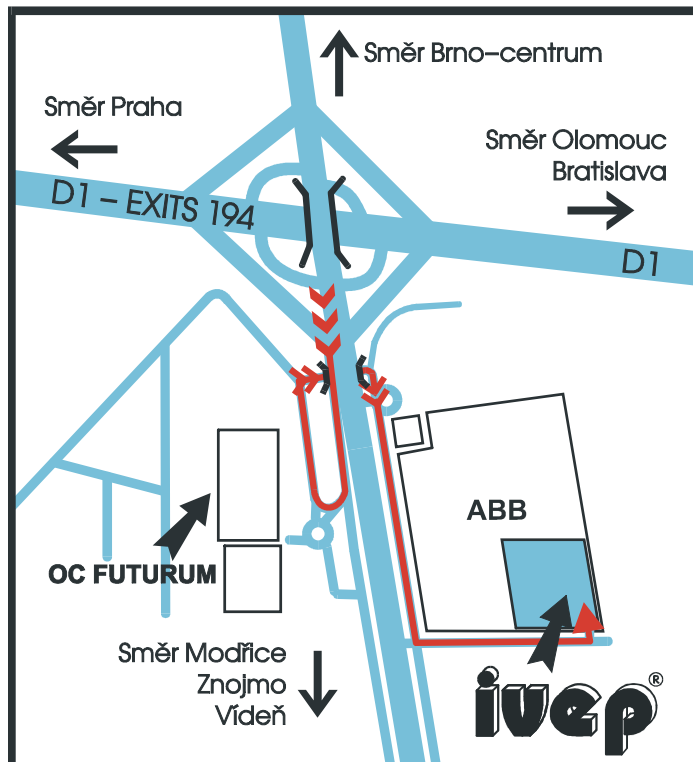 Směr Brno–centrum
Směr Praha
Směr Olomouc
Bratislava
D1 – EXITS 194
D1
ABB
OC FUTURUM
Směr Modřice
Znojmo
Vídeň
ivep®